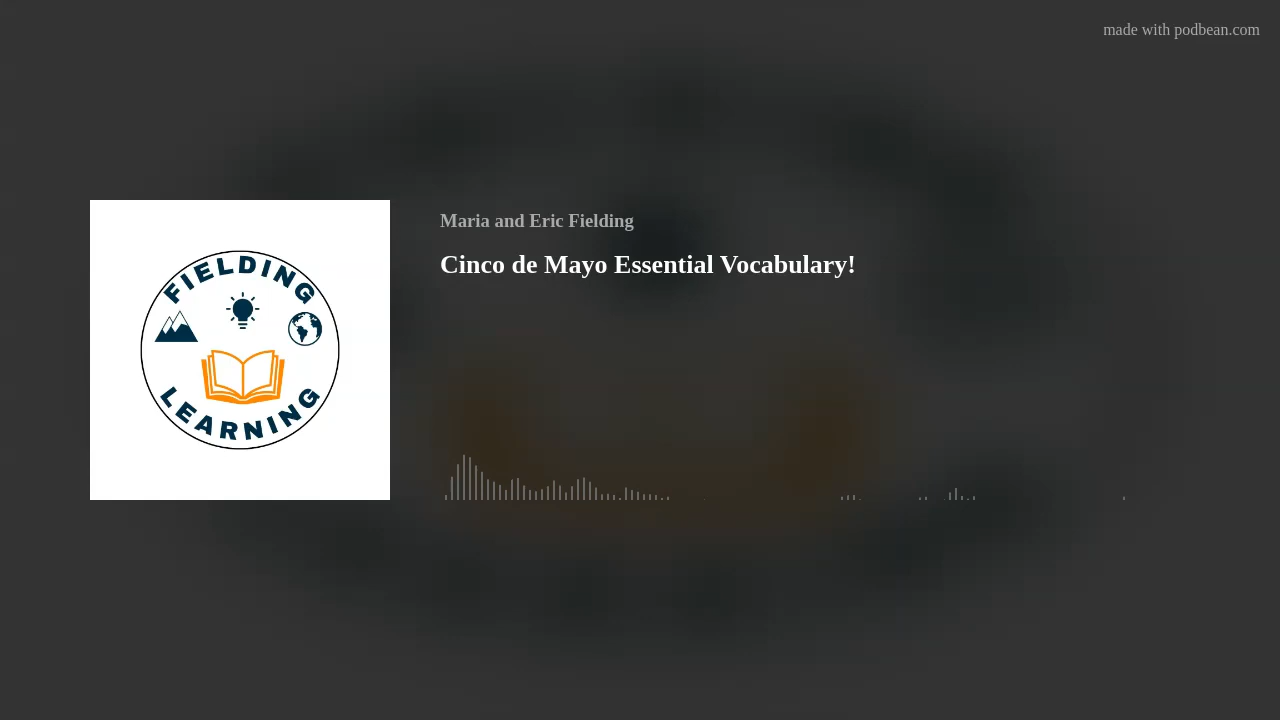 made with podbean.com
Maria and Eric Fielding
Cinco de Mayo Essential Vocabulary!
FIELDING
LEARNING